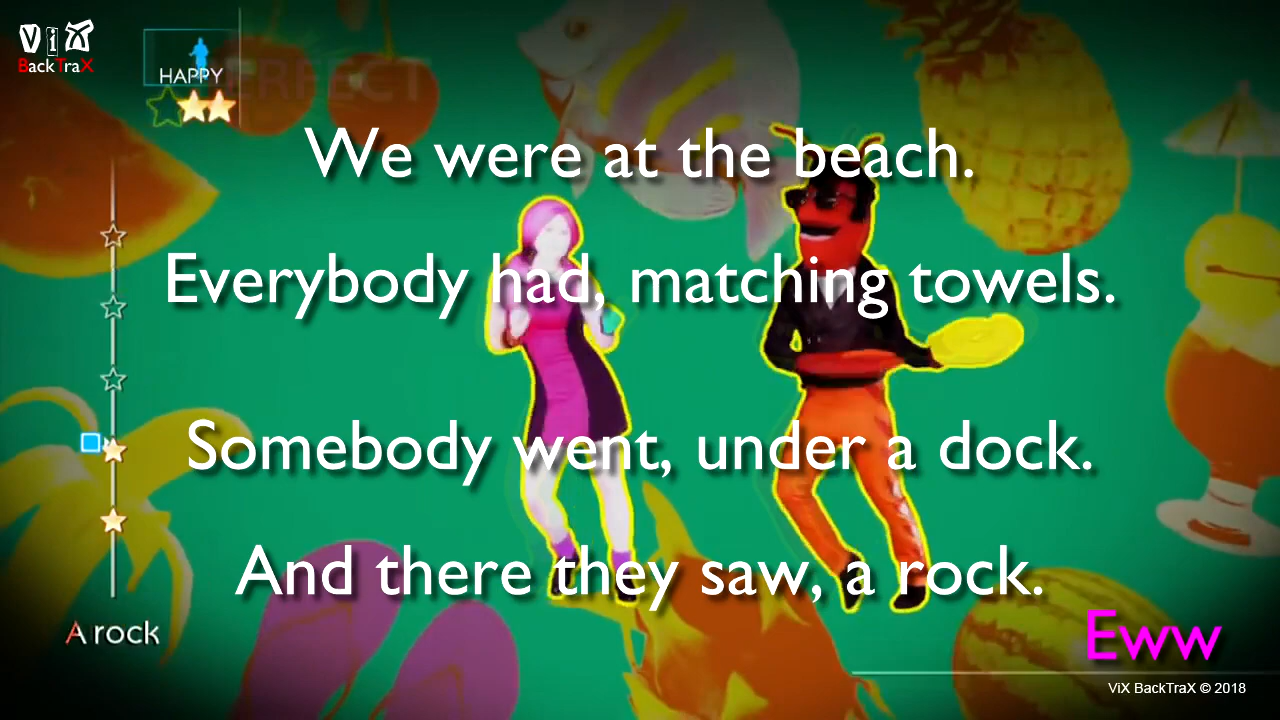 ViX
BackTraX
HAPPY
PERFECT
We were at the beach.
Everybody had, matching towels.
Somebody went, under a dock.
And there they saw, a rock.
A rock
Eww
ViX BackTraX © 2018